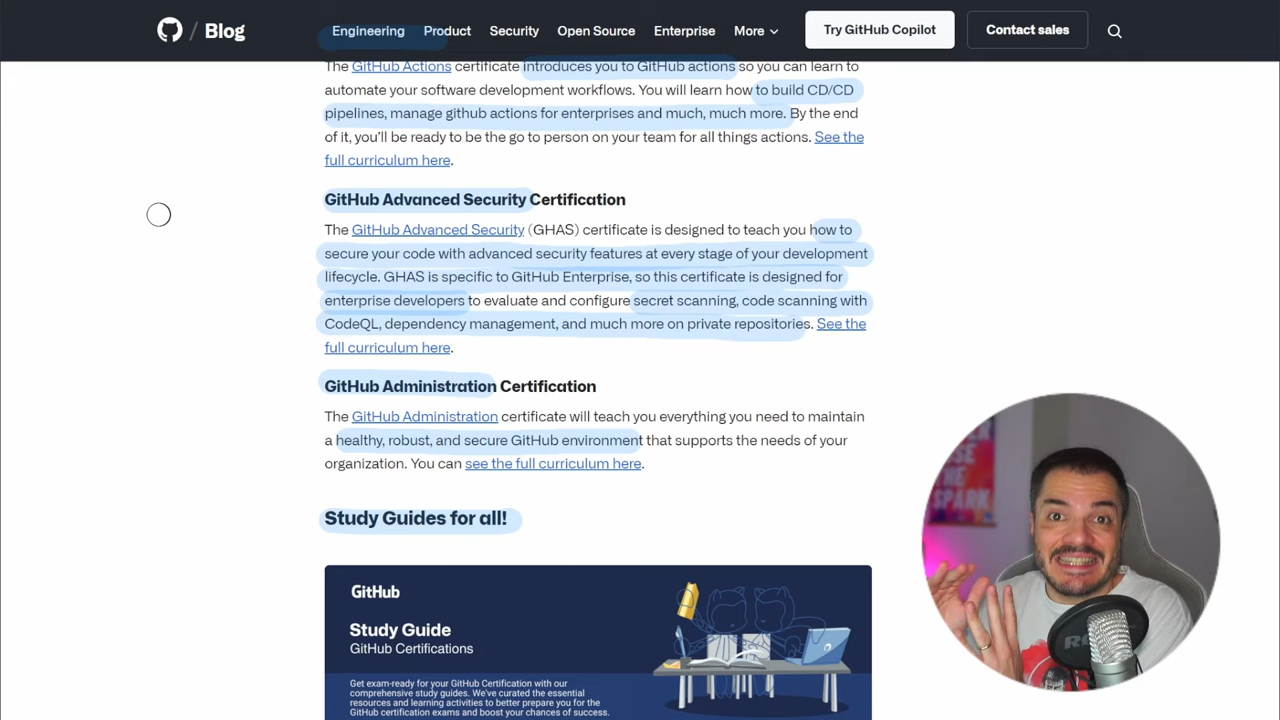 / Blog Engineering Product Security Open Source Enterprise More Try GitHub Copilot Contact sales
The GitHub Actions certificate introduces you to GitHub actions so you can learn to
automate your software development workflows. You will learn how to build CD/CD
pipelines, manage github actions for enterprises and much, much more. By the end
of it, you'll be ready to be the go to person on your team for all things actions. See the
full curriculum here.
GitHub Advanced Security Certification
The GitHub Advanced Security (GHAS) certificate is designed to teach you how to
secure your code with advanced security features at every stage of your development
lifecycle. GHAS is specific to GitHub Enterprise, so this certificate is designed for
enterprise developers to evaluate and configure secret scanning, code scanning with
CodeQL, dependency management, and much more on private repositories. See the
full curriculum here.
GitHub Administration Certification
The GitHub Administration certificate will teach you everything you need to maintain
a healthy, robust, and secure GitHub environment that supports the needs of your
organization. You can see the full curriculum here.
Study Guides for all!
GitHub
Study Guide
GitHub Certifications
Get exam-ready for your GitHub Certification with our
comprehensive study guides. We've curated the essential
resources and learning activities to better prepare you for the
GitHub certification exams and boost your chances of success.
THE
SPARK